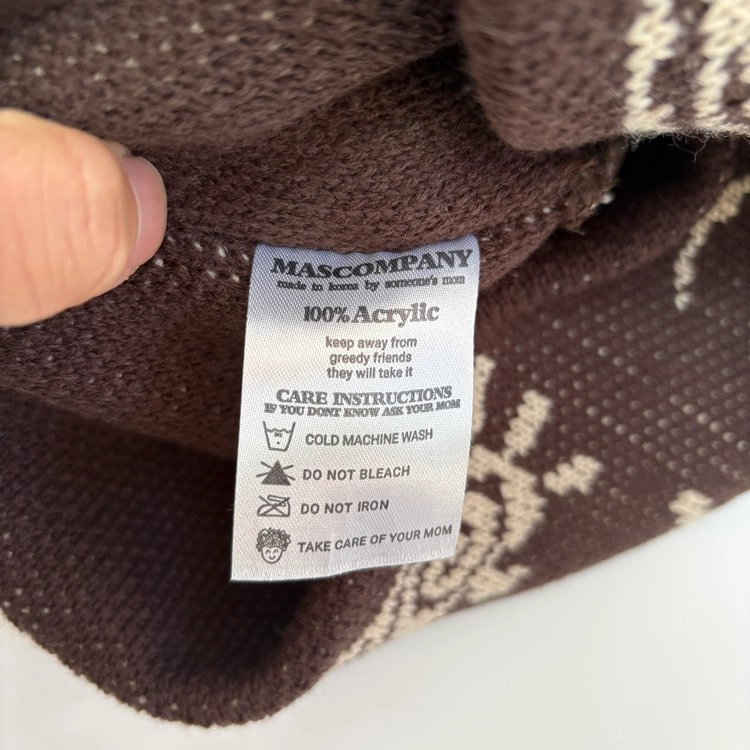 MASCOMPANY
made in korea by someone's mom
100% Acrylic
keep away from
greedy friends
they will take it
CARE INSTRUCTIONS
IF YOU DONT KNOW ASK YOUR MOM
COLD MACHINE WASH
DO NOT BLEACH
DO NOT IRON
TAKE CARE OF YOUR MOM